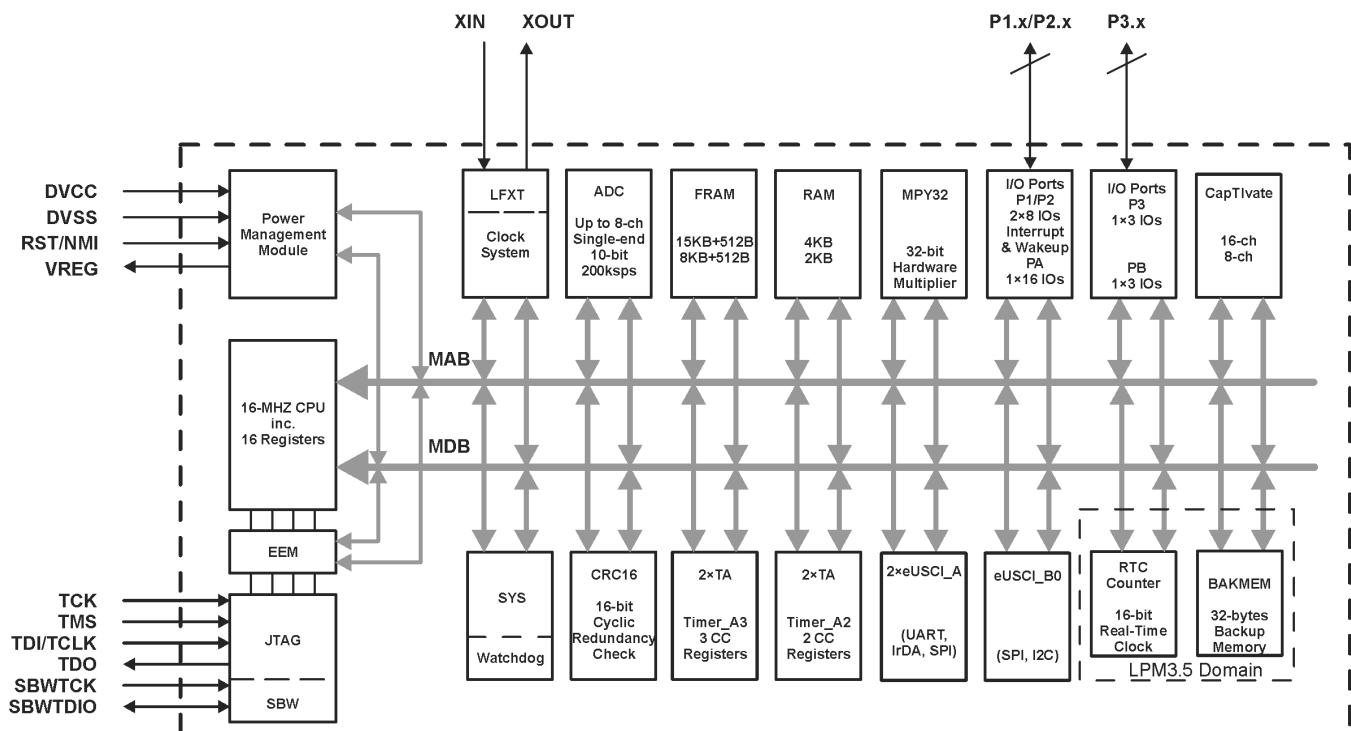 XIN
XOUT
P1.x/P2.x
P3.x
DVCC
DVSS
RST/NMI
VREG
Power
Management
Module
LFXT
Clock
System
ADC
Up to 8-ch
Single-end
10-bit
200ksps
FRAM
15KB+512B
8KB+512B
RAM
4KB
2KB
MPY32
32-bit
Hardware
Multiplier
I/O Ports
P1/P2
2×8 IOs
Interrupt
& Wakeup
PA
1×16 IOs
I/O Ports
P3
1×3 IOs
PB
1×3 IOs
CapTIvate
16-ch
8-ch
MAB
16-MHZ CPU
inc.
16 Registers
MDB
EEM
TCK
TMS
TDI/TCLK
TDO
SBWTCK
SBWTDIO
JTAG
SBW
SYS
Watchdog
CRC16
16-bit
Cyclic
Redundancy
Check
2×TA
Timer_A3
3 CC
Registers
2×TA
Timer_A2
2 CC
Registers
2×eUSCI_A
(UART,
IrDA, SPI)
eUSCI_B0
(SPI, I2C)
RTC
Counter
16-bit
Real-Time
Clock
BAKMEM
32-bytes
Backup
Memory
LPM3.5 Domain